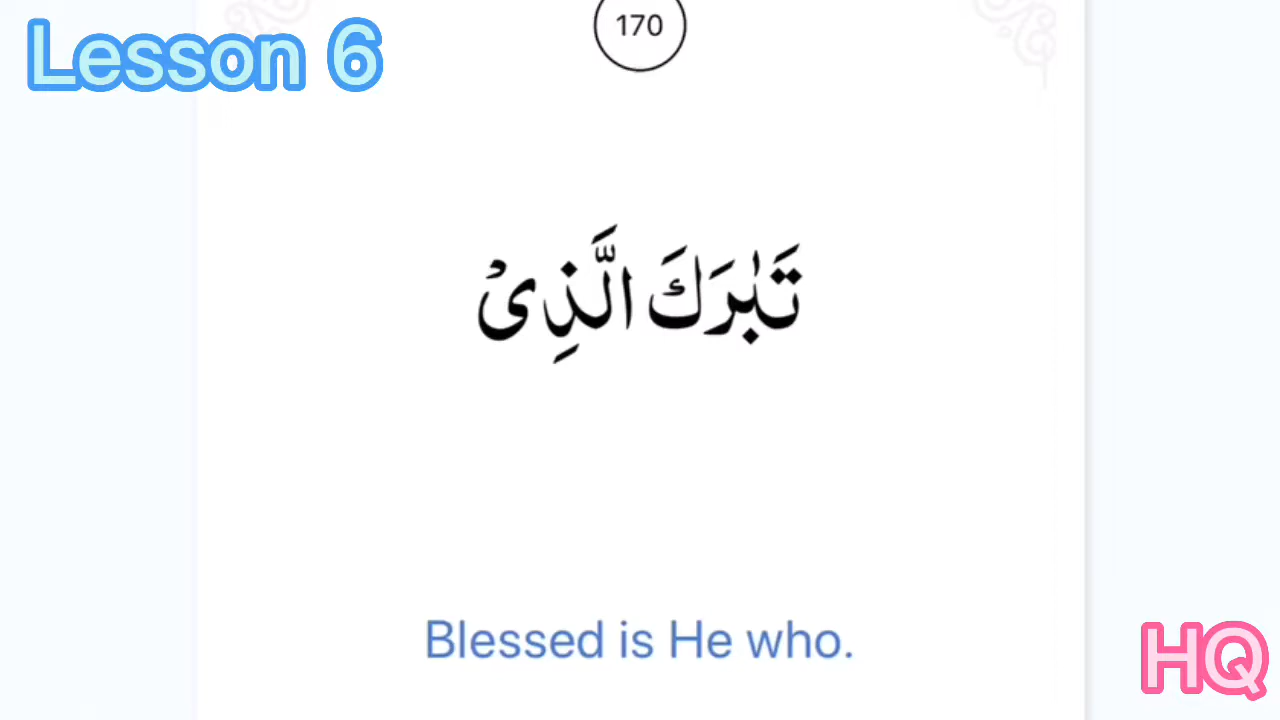 Lesson 6
170
تَبٰرَكَ الَّذِىْ
Blessed is He who.
HQ